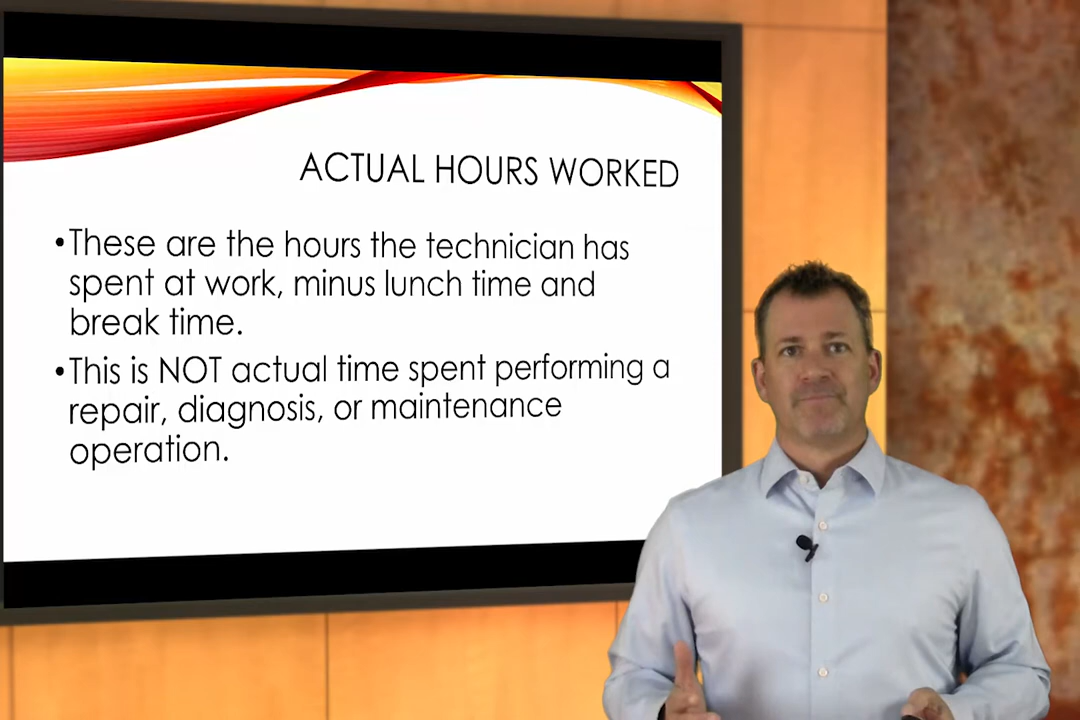 ACTUAL HOURS WORKED
•These are the hours the technician has
spent at work, minus lunch time and
break time.
•This is NOT actual time spent performing a
repair, diagnosis, or maintenance
operation.